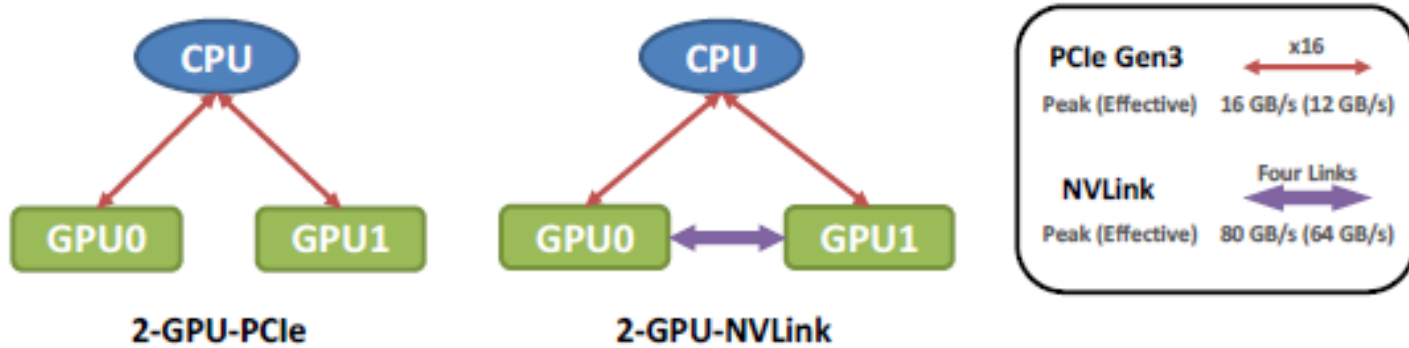 CPU
GPU0
GPU1
2-GPU-PCIe
CPU
GPU0
GPU1
2-GPU-NVLink
PCIe Gen3
x16
Peak (Effective) 16 GB/s (12 GB/s)
NVLink
Four Links
Peak (Effective) 80 GB/s (64 GB/s)